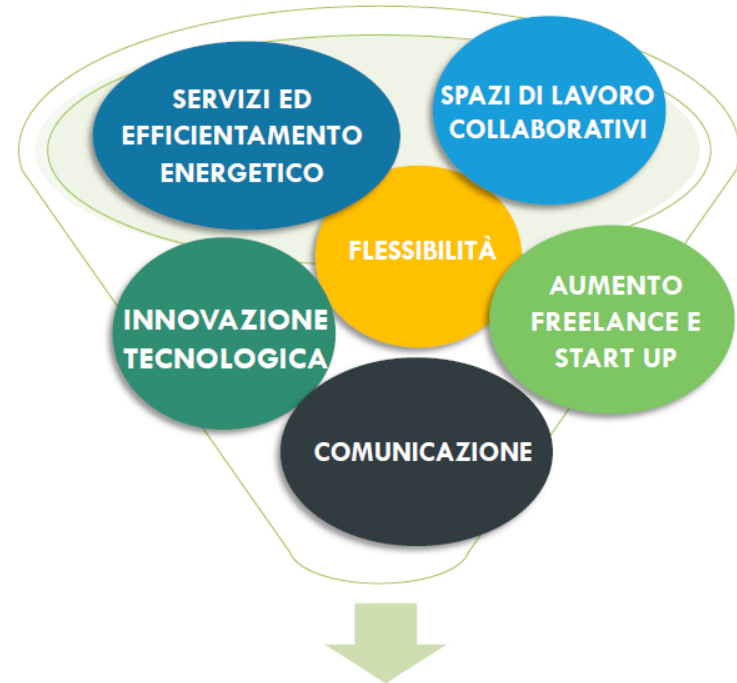 SERVIZI ED
EFFICIENTAMENTO
ENERGETICO
SPAZI DI LAVORO
COLLABORATIVI
FLESSIBILITÀ
INNOVAZIONE
TECNOLOGICA
AUMENTO
FREELANCE E
START UP
COMUNICAZIONE